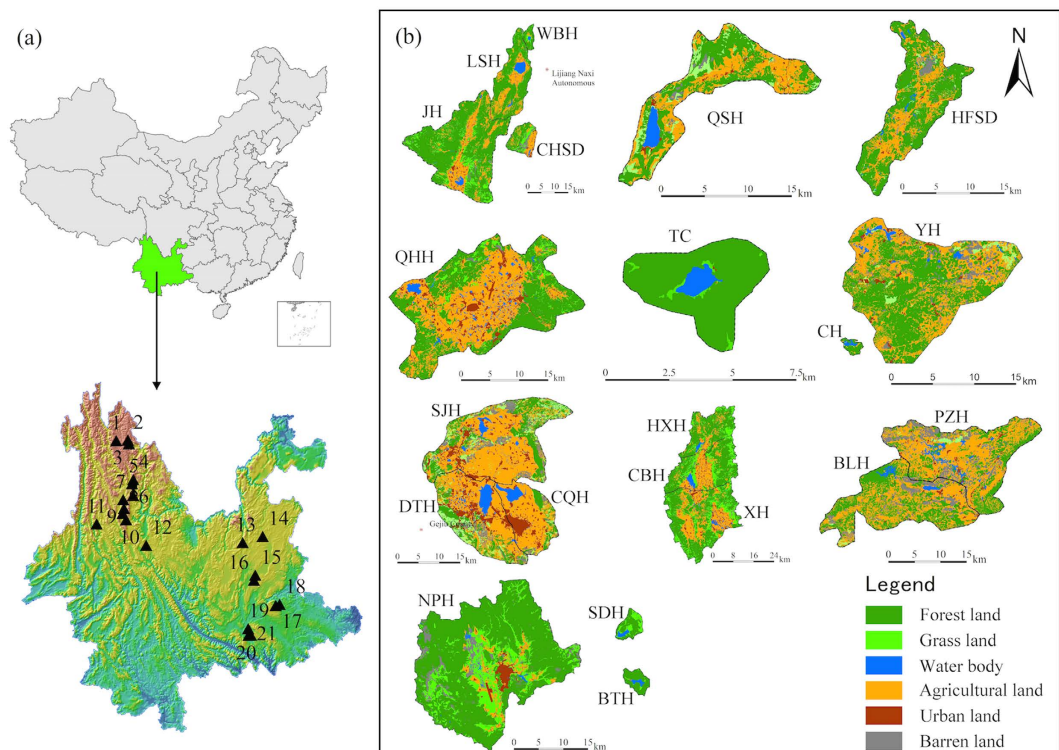 (a)
1
2
3
5
4
7
6
9
11
10
12
13
14
16
15
18
19
17
21
20
(b)
WBH
LSH
Lijiang Naxi
Autonomous
JH
CHSD
0 5 10 15
km
QSH
0 5 10 15
km
HFSD
0 5 10 15
km
N
QHH
0 5 10 15
km
TC
0 2.5 5 7.5
km
YH
CH
0 5 10 15
km
SJH
DTH
CQH
0 5 10 15
km
HXH
CBH
XH
0 8 16 24
km
PZH
BLH
0 5 10 15
km
NPH
0 5 10 15
km
SDH
BTH
Legend
Forest land
Grass land
Water body
Agricultural land
Urban land
Barren land